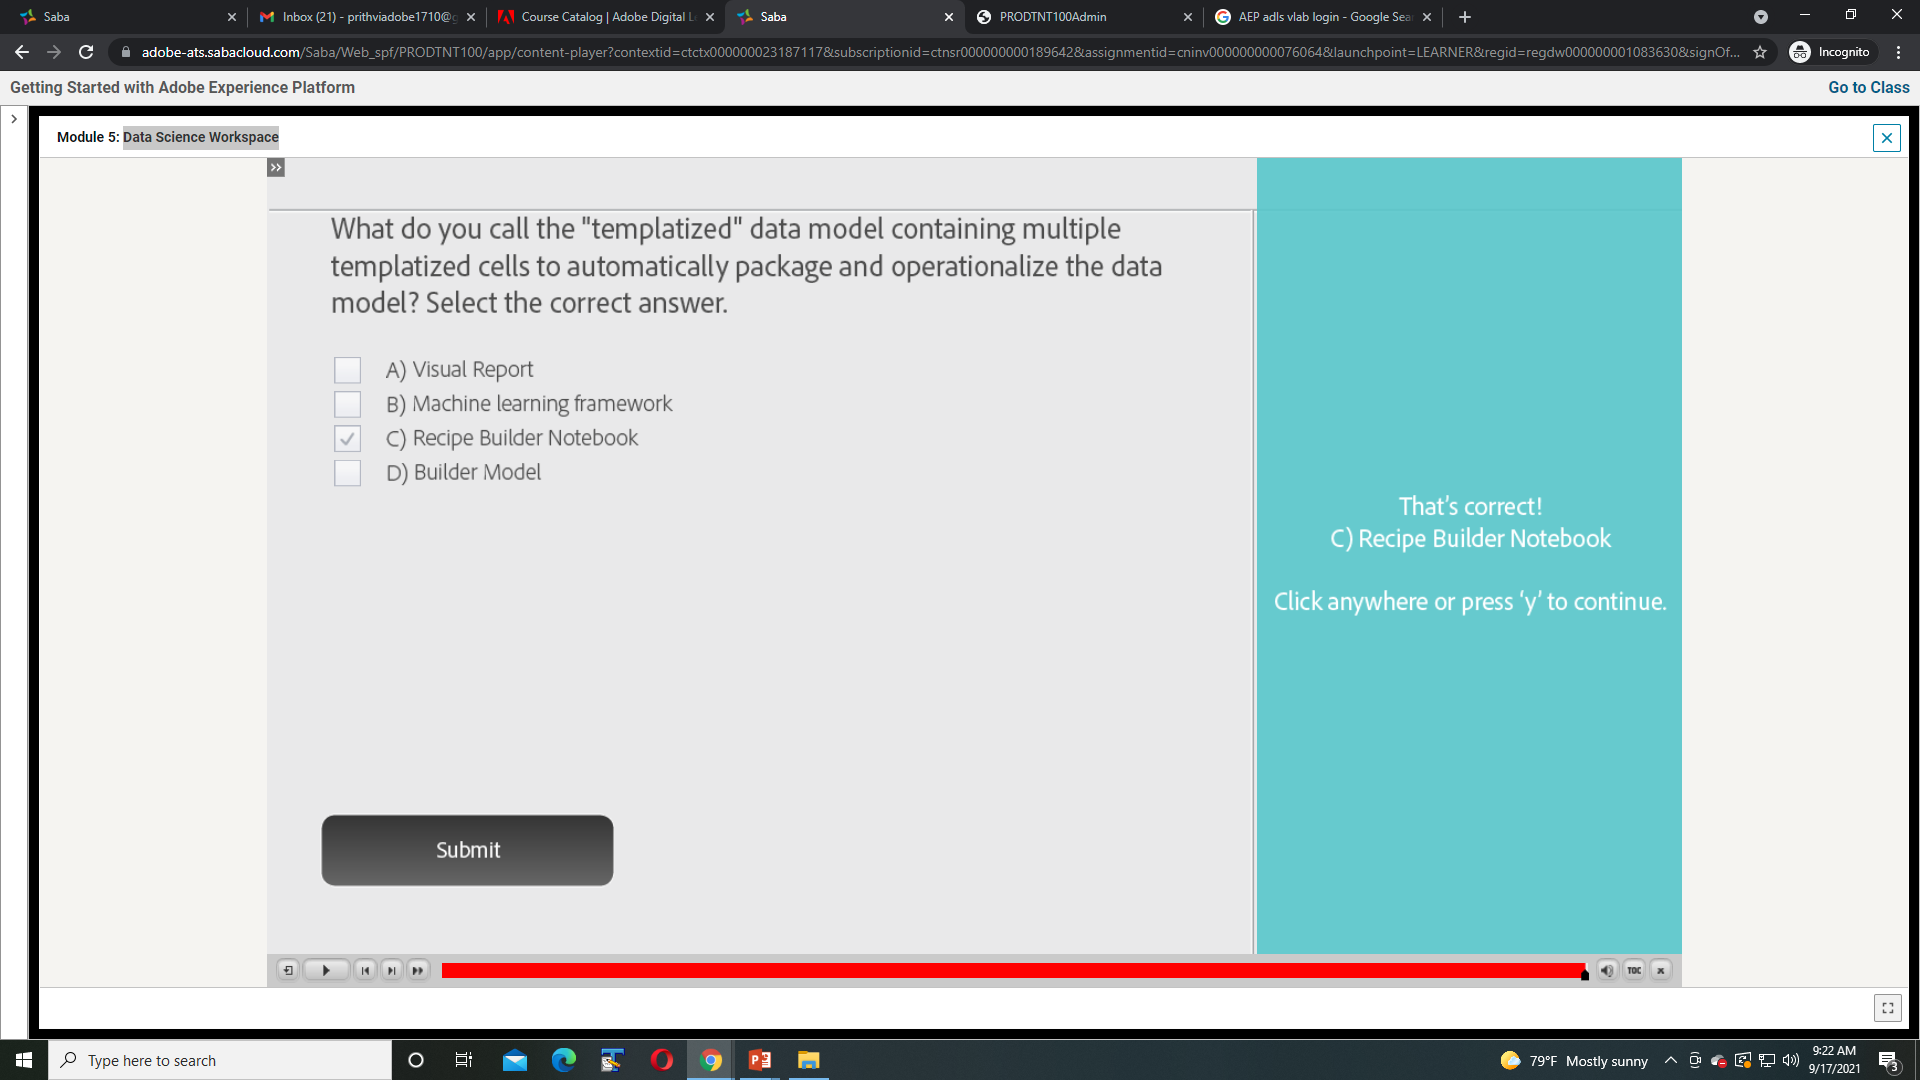 Saba
Inbox (21) - prithviadobe1710@g
Course Catalog | Adobe Digital Le
Saba
PRODTNT100Admin
AEP adls vlab login - Google Sear
adobe-ats.sabacloud.com/Saba/Web_spf/PRODTNT100/app/content-player?contextid=ctctx000000023187117&subscriptionid=ctnsr000000000189642&assignmentid=cninv000000000076064&launchpoint=LEARNER&regid=regdw000000001083630&signOf...
Incognito
Getting Started with Adobe Experience Platform
Go to Class
Module 5: Data Science Workspace
What do you call the "templatized" data model containing multiple
templatized cells to automatically package and operationalize the data
model? Select the correct answer.
A) Visual Report
B) Machine learning framework
C) Recipe Builder Notebook
D) Builder Model
That's correct!
C) Recipe Builder Notebook
Click anywhere or press ‘y’ to continue.
Submit
TOC
Type here to search
79°F Mostly sunny
9:22 AM
9/17/2021
3